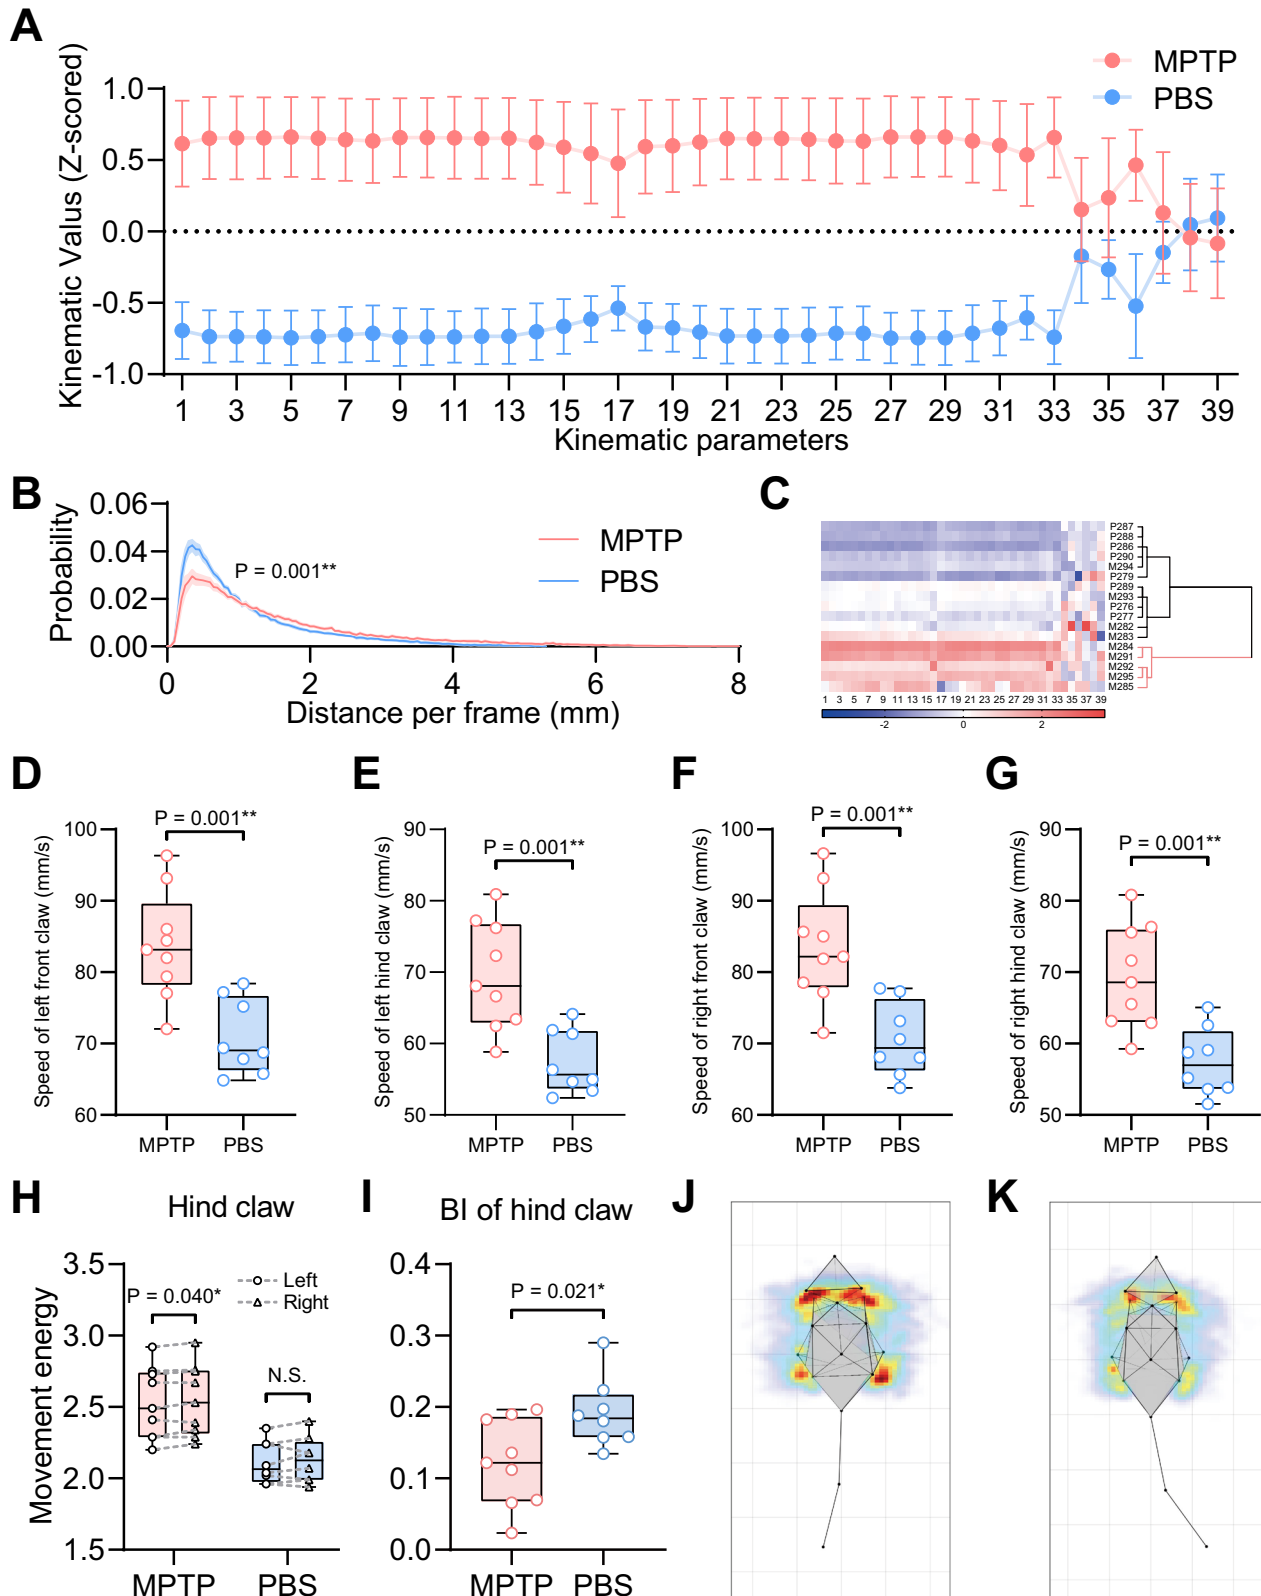 A
Kinematic Valus (Z-scored)
1.0
0.5
0.0
-0.5
-1.0
MPTP
PBS
1 3 5 7 9 11 13 15 17 19 21 23 25 27 29 31 33 35 37 39
Kinematic parameters
B
Probability
0.06
0.04
0.02
0.00
P = 0.001**
MPTP
PBS
0 2 4 6 8
Distance per frame (mm)
C
P287
P288
P286
P290
M294
P279
P289
M293
P276
P277
M282
M283
M284
M291
M292
M295
M285
1 3 5 7 9 11 13 15 17 19 21 23 25 27 29 31 33 35 37 39
-2 0 2
D
Speed of left front claw (mm/s)
P = 0.001**
100
90
80
70
60
MPTP PBS
E
Speed of left hind claw (mm/s)
P = 0.001**
90
80
70
60
50
MPTP PBS
F
Speed of right front claw (mm/s)
P = 0.001**
100
90
80
70
60
MPTP PBS
G
Speed of right hind claw (mm/s)
P = 0.001**
90
80
70
60
50
MPTP PBS
H
Hind claw
Movement energy
3.5
3.0
2.5
2.0
1.5
P = 0.040*
Left
Right
N.S.
MPTP PBS
I
BI of hind claw
0.4
0.3
0.2
0.1
0.0
P = 0.021*
MPTP PBS
J
K